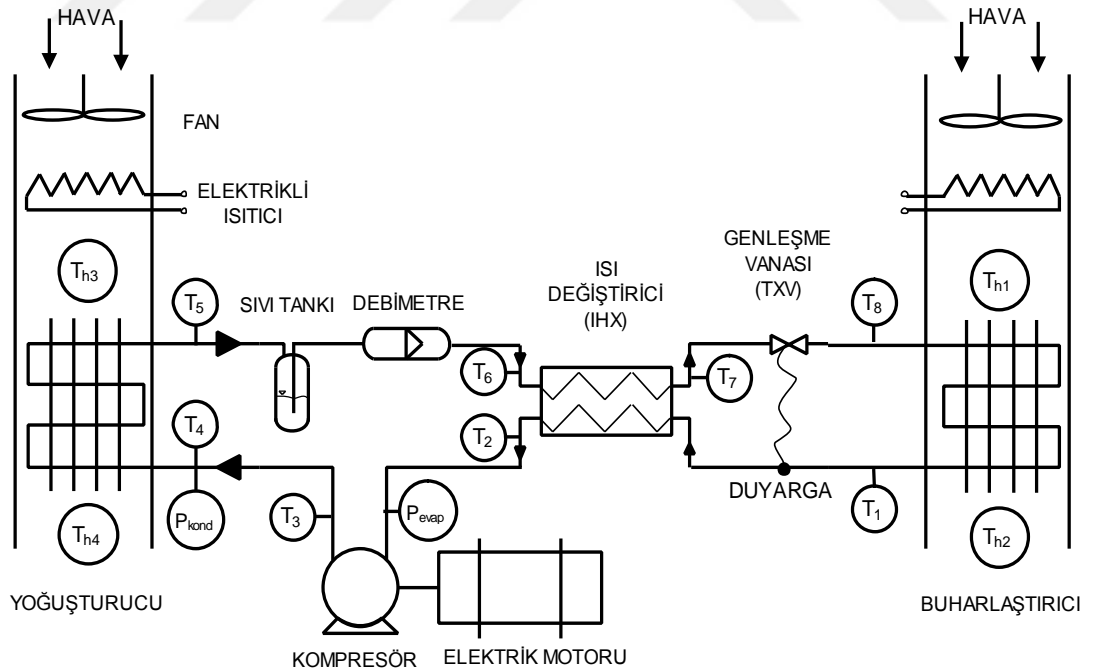 HAVA
HAVA
FAN
ELEKTRİKLİ
ISITICI
GENLEŞME
VANASI
(TXV)
ISI
DEĞİŞTİRİCİ
(IHX)
Th3
Th1
T5
SIVI TANKI
DEBİMETRE
T8
T6
T7
T4
T2
DUYARGA
Pkond
T3
Pevap
T1
Th4
Th2
YOĞUŞTURUCU
BUHARLAŞTIRICI
KOMPRESÖR
ELEKTRİK MOTORU